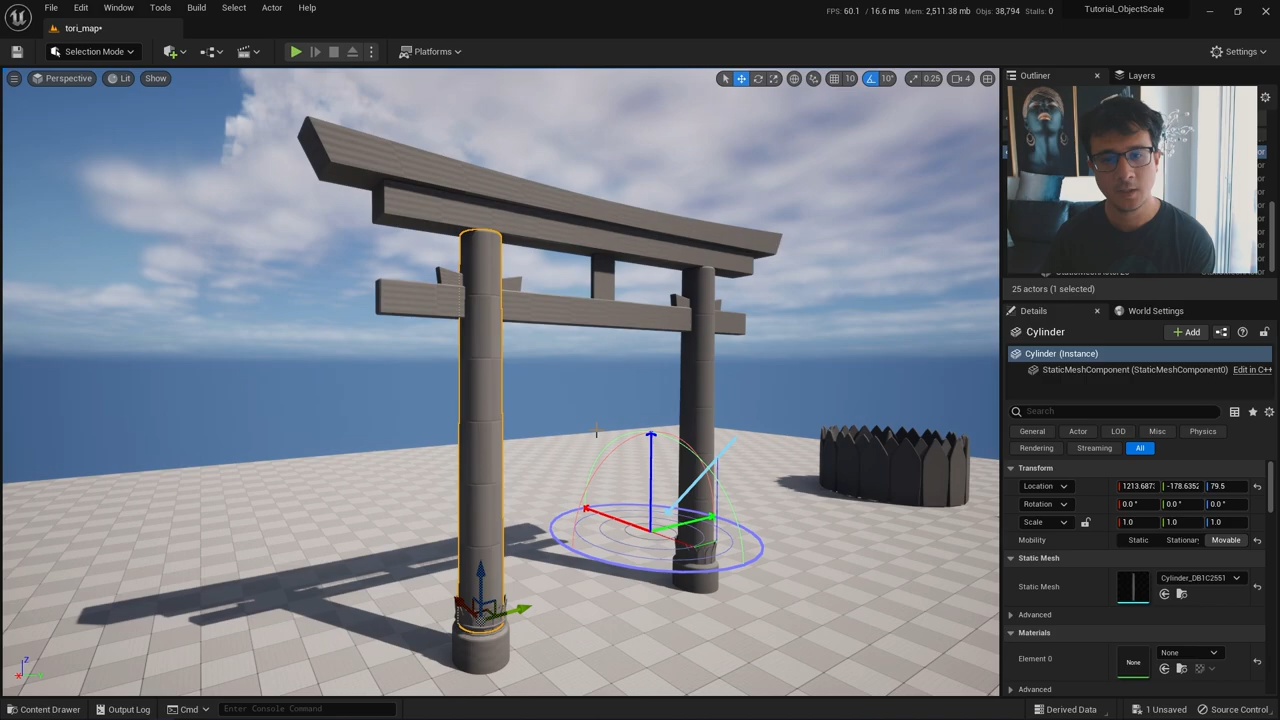 File Edit Window Tools Build Select Actor Help
FPS: 60.1 / 16.6 ms Mem: 2,511.38 mb Objs: 38,794 Stalls: 0
Tutorial_ObjectScale
tori_map*
Selection Mode
Platforms
Settings
Perspective Lit Show
10 10° 0.25 4
Outliner
Layers
25 actors (1 selected)
Details
World Settings
Cylinder
+ Add
Cylinder (Instance)
StaticMeshComponent (StaticMeshComponent0) Edit in C++
Search
General Actor LOD Misc Physics
Rendering Streaming All
Transform
Location 1213.687 -178.6352 79.5
Rotation 0.0 ° 0.0 ° 0.0 °
Scale 1.0 1.0 1.0
Mobility Static Stationary Movable
Static Mesh
Static Mesh Cylinder_DB1C2551
Advanced
Materials
Element 0 None None
Advanced
Z
Content Drawer Output Log Cmd Enter Console Command
Derived Data 1 Unsaved Source Control